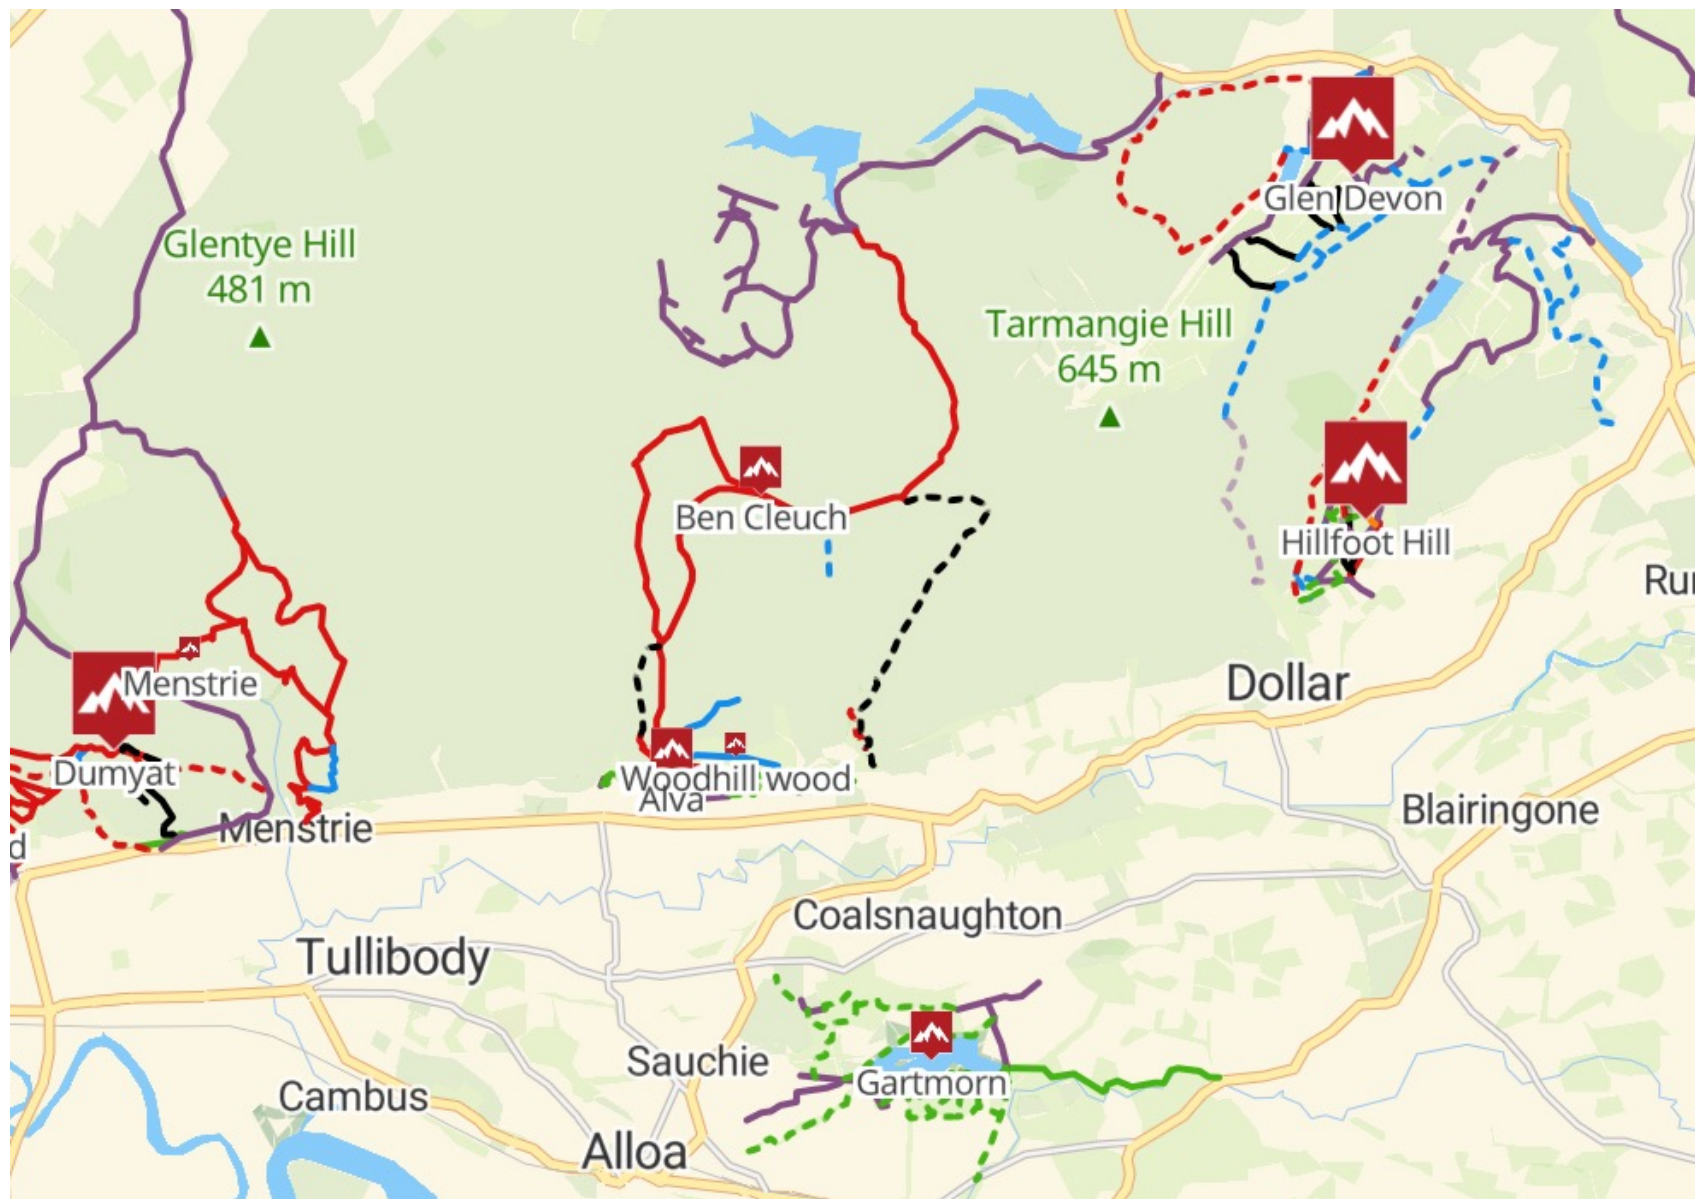 Glen Devon
Glentye Hill
481 m
Tarmangie Hill
645 m
Ben Cleuch
Hillfoot Hill
Menstrie
Dollar
Dumyat
Woodhill wood
Alva
Menstrie
Blairingone
Coalsnaughton
Tullibody
Sauchie
Cambus
Gartmorn
Alloa